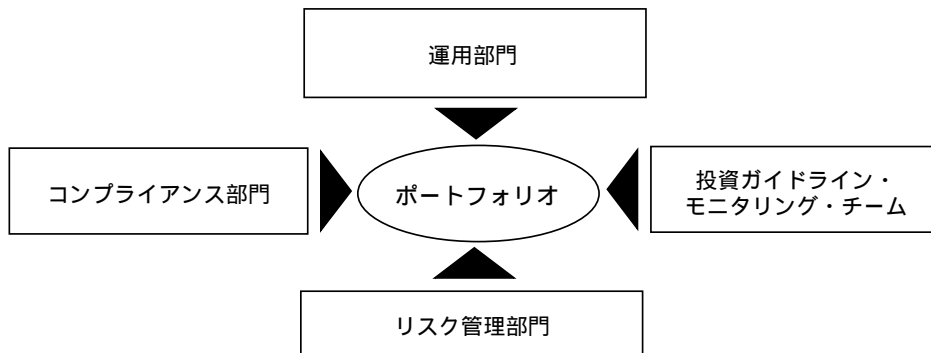 運用部門
コンプライアンス部門
ポートフォリオ
投資ガイドライン・
モニタリング・チーム
リスク管理部門